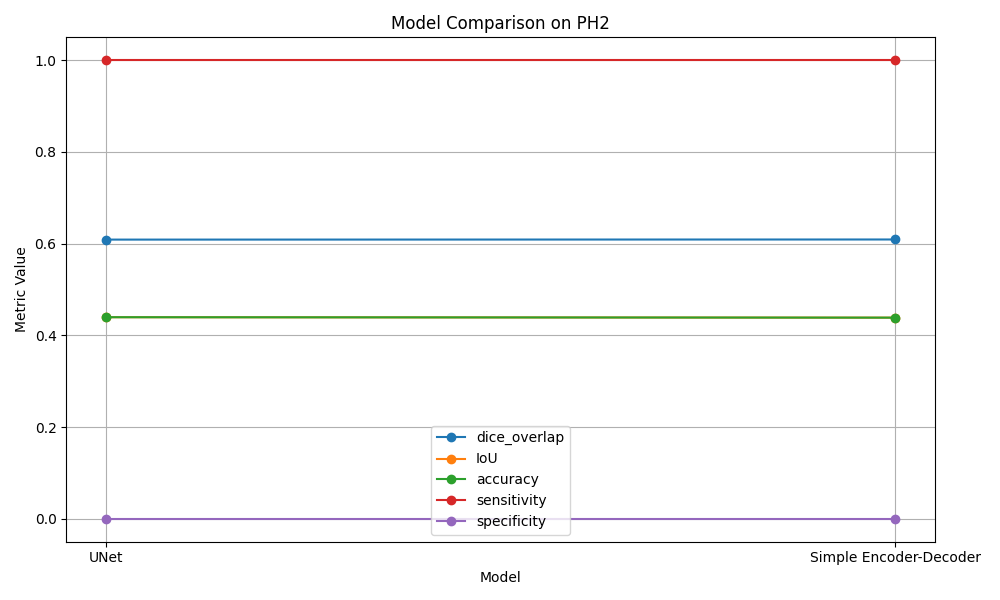 Model Comparison on PH2
Metric Value
1.0
0.8
0.6
0.4
0.2
0.0
dice_overlap
IoU
accuracy
sensitivity
specificity
UNet
Simple Encoder-Decoder
Model